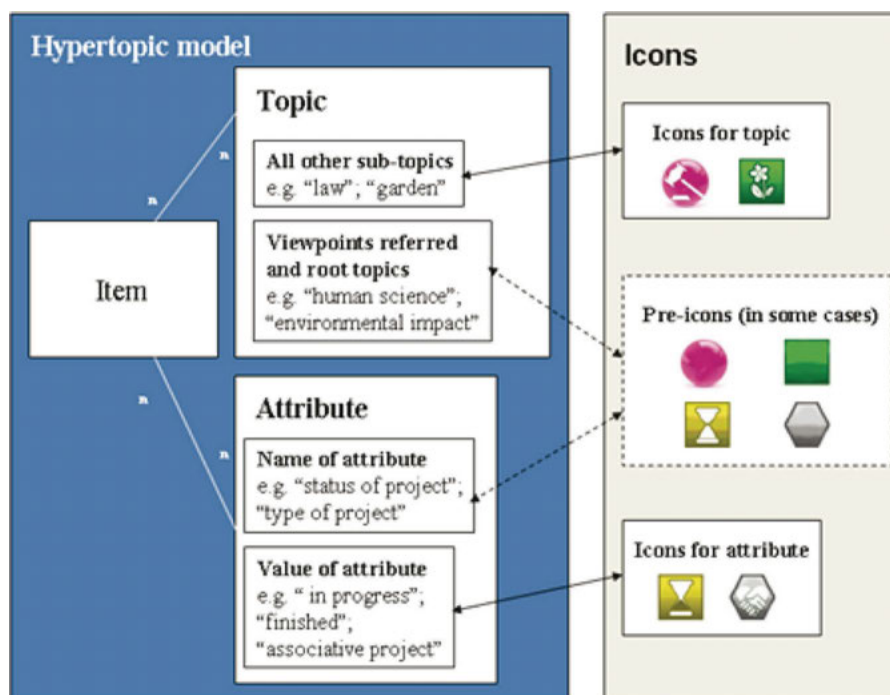 Hypertopic model
Topic
n
All other sub-topics
e.g. “law”; “garden”
n
Viewpoints referred
and root topics
e.g. “human science”;
“environmental impact”
Item
n
Attribute
n
Name of attribute
e.g. “status of project”;
“type of project”
Value of attribute
e.g. “ in progress”;
“finished”;
“associative project”
Icons
Icons for topic
Pre-icons (in some cases)
Icons for attribute